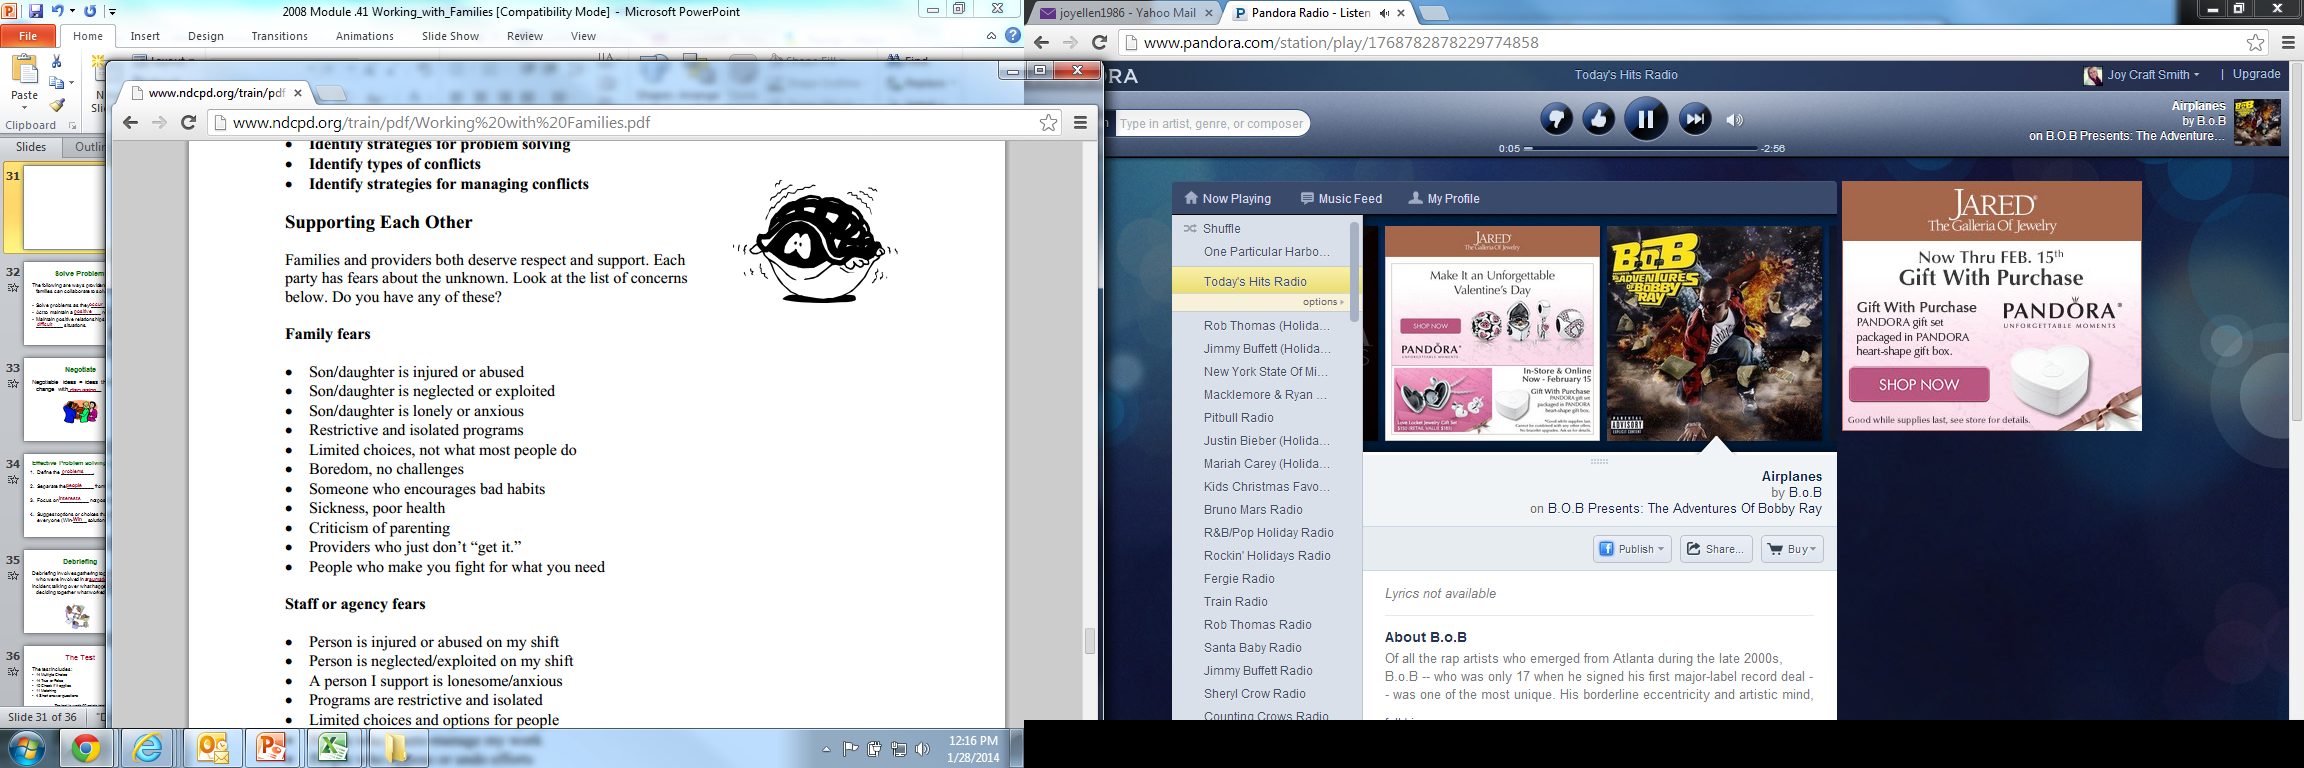 2008 Module .41 Working_with_Families [Compatibility Mode] - Microsoft PowerPoint
File Home Insert Design Transitions Animations Slide Show Review View
Paste
Clipboard
Slides
31
32
Solve Problem
33
Negotiate
34
35
Debriefing
36
The Test
Slide 31 of 36
www.ndcpd.org/train/pdf
www.ndcpd.org/train/pdf/Working%20with%20Families.pdf
• Identify strategies for problem solving
• Identify types of conflicts
• Identify strategies for managing conflicts
Supporting Each Other
Families and providers both deserve respect and support. Each
party has fears about the unknown. Look at the list of concerns
below. Do you have any of these?
Family fears
• Son/daughter is injured or abused
• Son/daughter is neglected or exploited
• Son/daughter is lonely or anxious
• Restrictive and isolated programs
• Limited choices, not what most people do
• Boredom, no challenges
• Someone who encourages bad habits
• Sickness, poor health
• Criticism of parenting
• Providers who just don’t “get it.”
• People who make you fight for what you need
Staff or agency fears
• Person is injured or abused on my shift
• Person is neglected/exploited on my shift
• A person I support is lonesome/anxious
• Programs are restrictive and isolated
• Limited choices and options for people
12:16 PM
1/28/2014
joyellen1986 - Yahoo Mail
Pandora Radio - Listen
www.pandora.com/station/play/1768782878229774858
ORA
Today's Hits Radio
Joy Craft Smith | Upgrade
Type in artist, genre, or composer
0:05
-2:56
Airplanes
by B.o.B
on B.O.B Presents: The Adventure...
Now Playing Music Feed My Profile
Shuffle
One Particular Harbo...
Today's Hits Radio
options
Rob Thomas (Holida...
Jimmy Buffett (Holida...
New York State Of Mi...
Macklemore & Ryan ...
Pitbull Radio
Justin Bieber (Holida...
Mariah Carey (Holida...
Kids Christmas Favo...
Bruno Mars Radio
R&B/Pop Holiday Radio
Rockin' Holidays Radio
Fergie Radio
Train Radio
Rob Thomas Radio
Santa Baby Radio
Jimmy Buffett Radio
Sheryl Crow Radio
Counting Crows Radio
JARED
The Galleria Of Jewelry
Make It an Unforgettable
Valentine's Day
SHOP NOW
PANDORA
In-Store & Online
Now - February 15
Gift With Purchase
PANDORA gift set
packaged in PANDORA
heart-shape gift box.
B.o.B
PRESENTS: THE
ADVENTURES
OF BOBBY RAY
Airplanes
by B.o.B
on B.O.B Presents: The Adventures Of Bobby Ray
Publish Share... Buy
Lyrics not available
About B.o.B
Of all the rap artists who emerged from Atlanta during the late 2000s,
B.o.B -- who was only 17 when he signed his first major-label record deal -
- was one of the most unique. His borderline eccentricity and artistic mind,
JARED
The Galleria Of Jewelry
Now Thru FEB. 15th
Gift With Purchase
Gift With Purchase
PANDORA gift set
packaged in PANDORA
heart-shape gift box.
PANDORA
UNFORGETTABLE MOMENTS
SHOP NOW
Good while supplies last, see store for details.